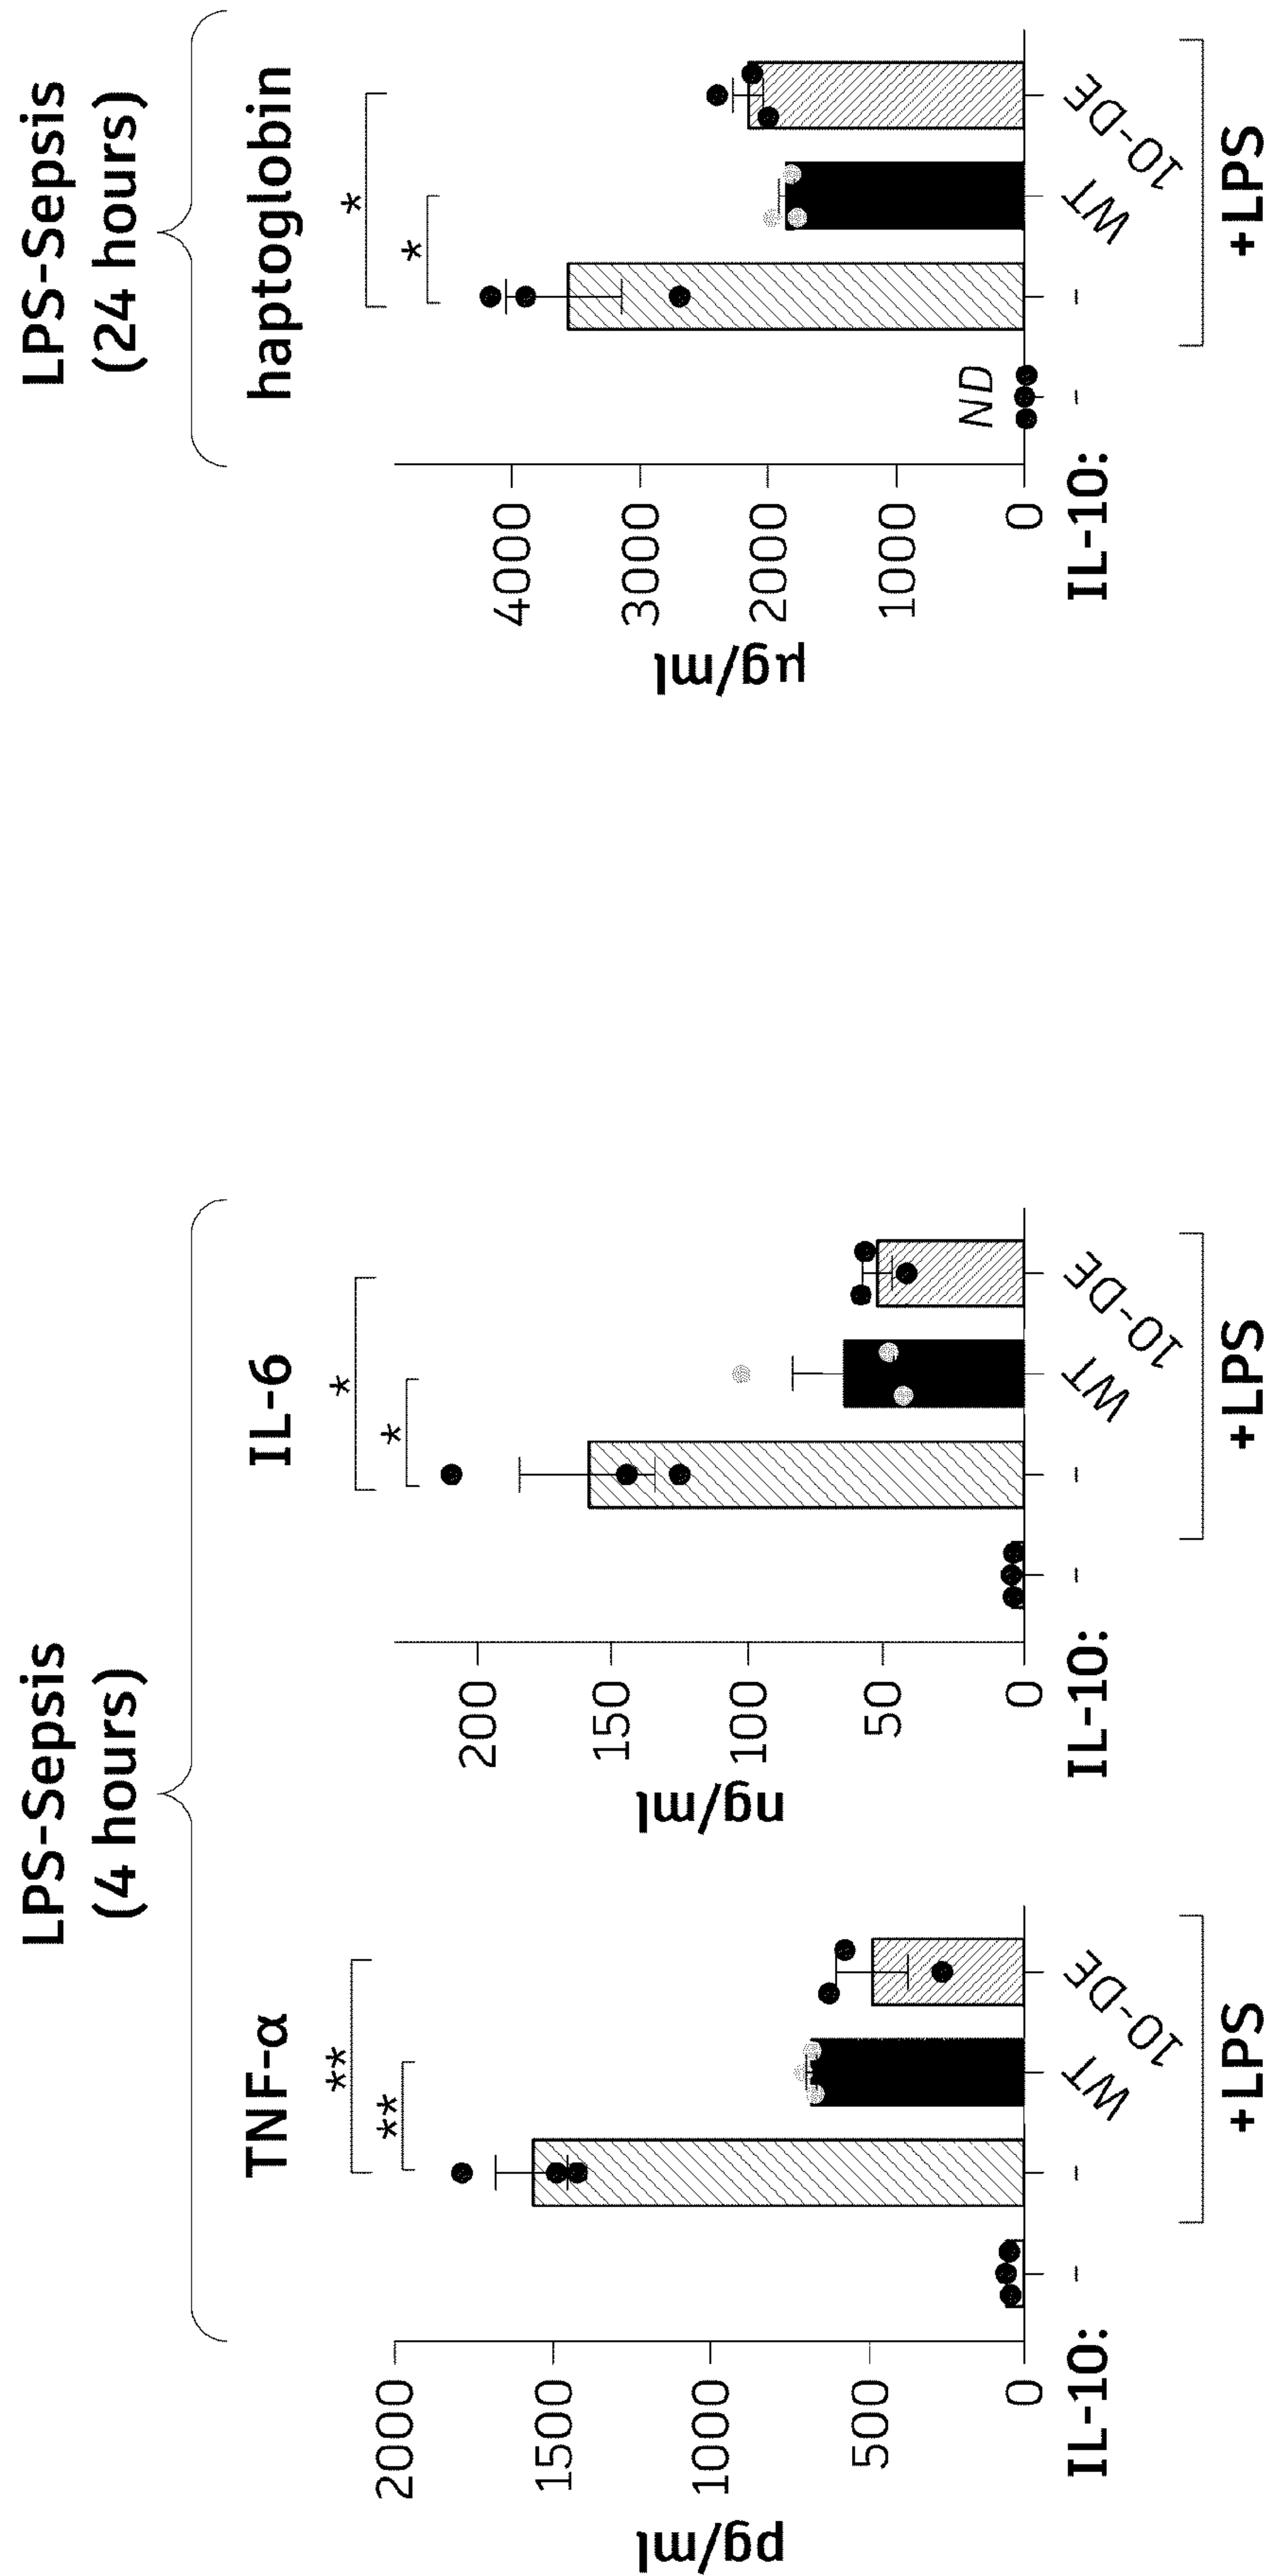 LPS-Sepsis
(4 hours)
TNF-α
**
**
pg/ml
2000
1500
1000
500
0
IL-10:
-
-
WT
10-DE
+LPS
IL-6
*
*
ng/ml
200
150
100
50
0
IL-10:
-
-
WT
10-DE
+LPS
LPS-Sepsis
(24 hours)
haptoglobin
*
*
µg/ml
4000
3000
2000
1000
0
ND
IL-10:
-
-
WT
10-DE
+LPS